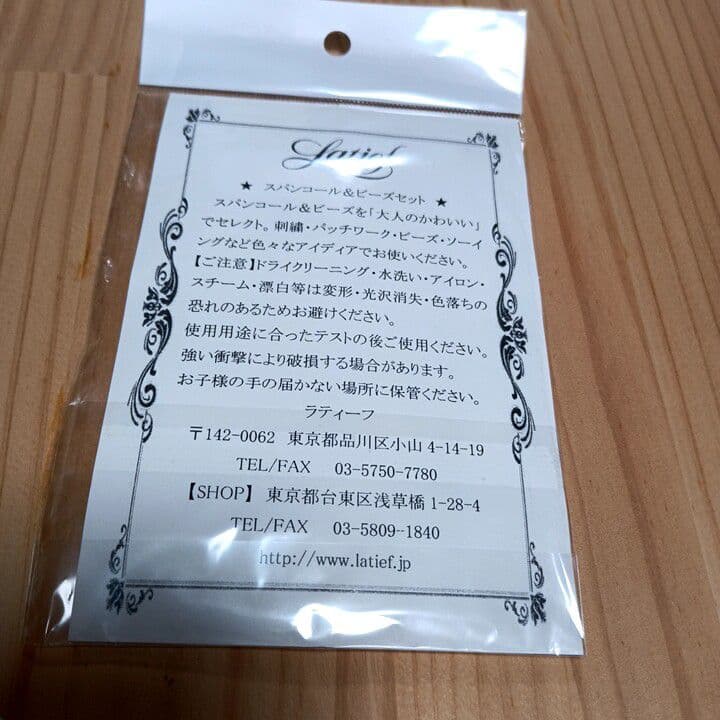 Latief
★ スパンコール&ビーズセット ★
スパンコール&ビーズを「大人のかわいい」
でセレクト。刺繍・パッチワーク・ビーズ・ソーイ
ングなど色々なアイディアでお使いください。
【ご注意】ドライクリーニング・水洗い・アイロン・
スチーム・漂白等は変形・光沢消失・色落ちの
恐れのあるためお避けください。
使用用途に合ったテストの後ご使用ください。
強い衝撃により破損する場合があります。
お子様の手の届かない場所に保管ください。
ラティーフ
〒142-0062 東京都品川区小山 4-14-19
TEL/FAX 03-5750-7780
【SHOP】 東京都台東区浅草橋 1-28-4
TEL/FAX 03-5809-1840
http://www.latief.jp